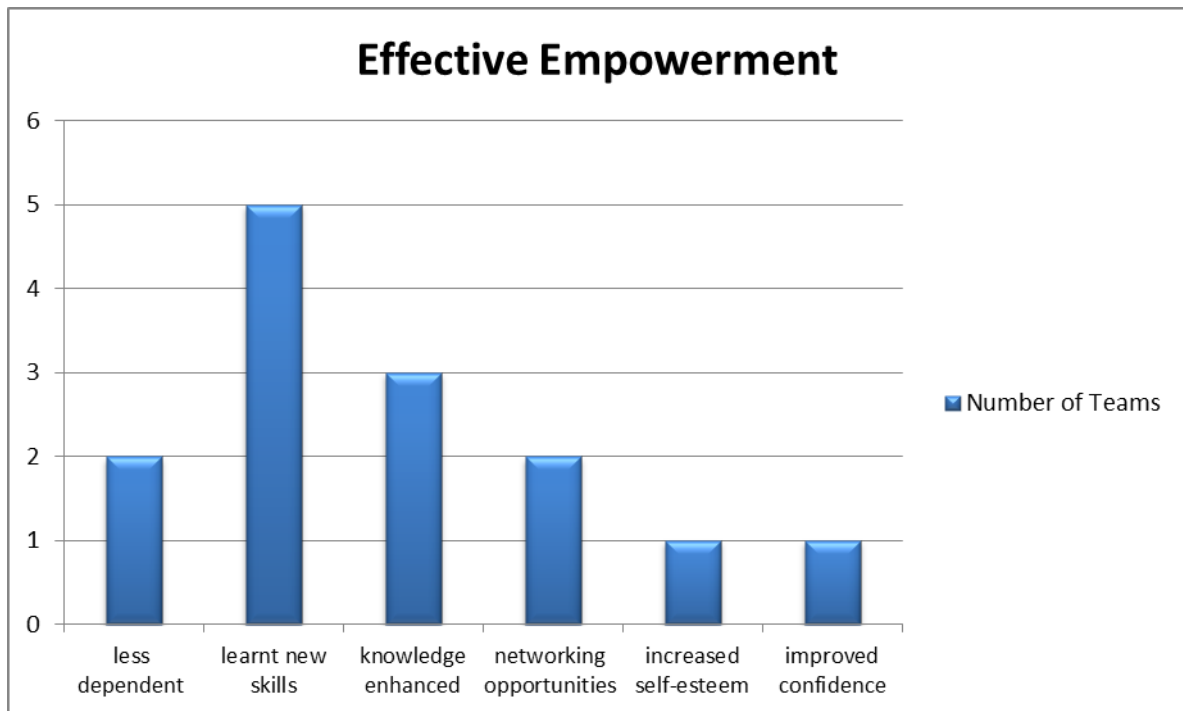 Effective Empowerment
6
5
4
3
2
1
0
less dependent
learnt new skills
knowledge enhanced
networking opportunities
increased self-esteem
improved confidence
Number of Teams